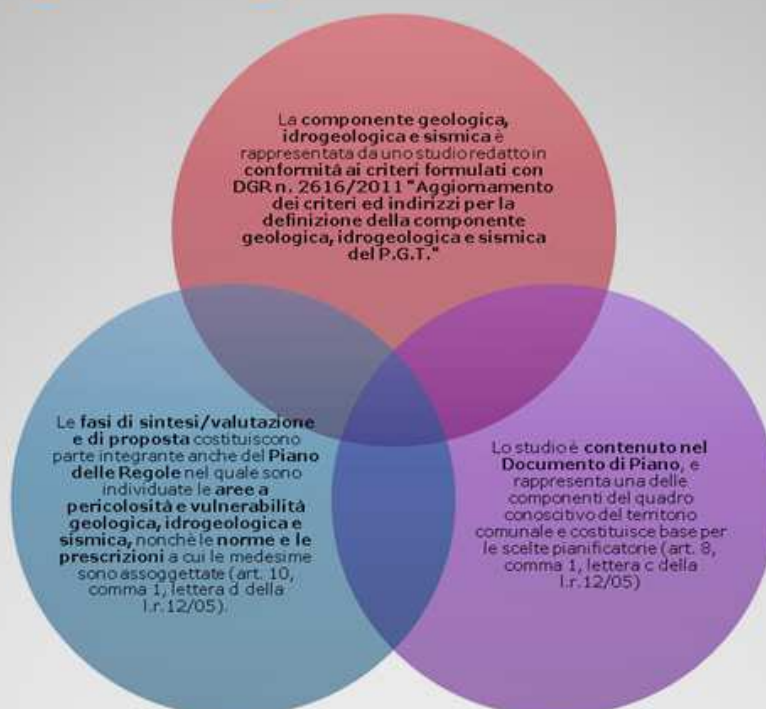 La componente geologica,
idrogeologica e sismica è
rappresentata da uno studio redatto in
conformità ai criteri formulati con
DGR n. 2616/2011 "Aggiornamento
dei criteri ed indirizzi per la
definizione della componente
geologica, idrogeologica e sismica
del P.G.T."
Le fasi di sintesi/valutazione
e di proposta costituiscono
parte integrante anche del Piano
delle Regole nel quale sono
individuate le aree a
pericolosità e vulnerabilità
geologica, idrogeologica e
sismica, nonchè le norme e le
prescrizioni a cui le medesime
sono assoggettate (art. 10,
comma 1, lettera d della
l.r.12/05).
Lo studio è contenuto nel
Documento di Piano, e
rappresenta una delle
componenti del quadro
conoscitivo del territorio
comunale e costituisce base per
le scelte pianificatorie (art. 8,
comma 1, lettera c della
l.r.12/05)